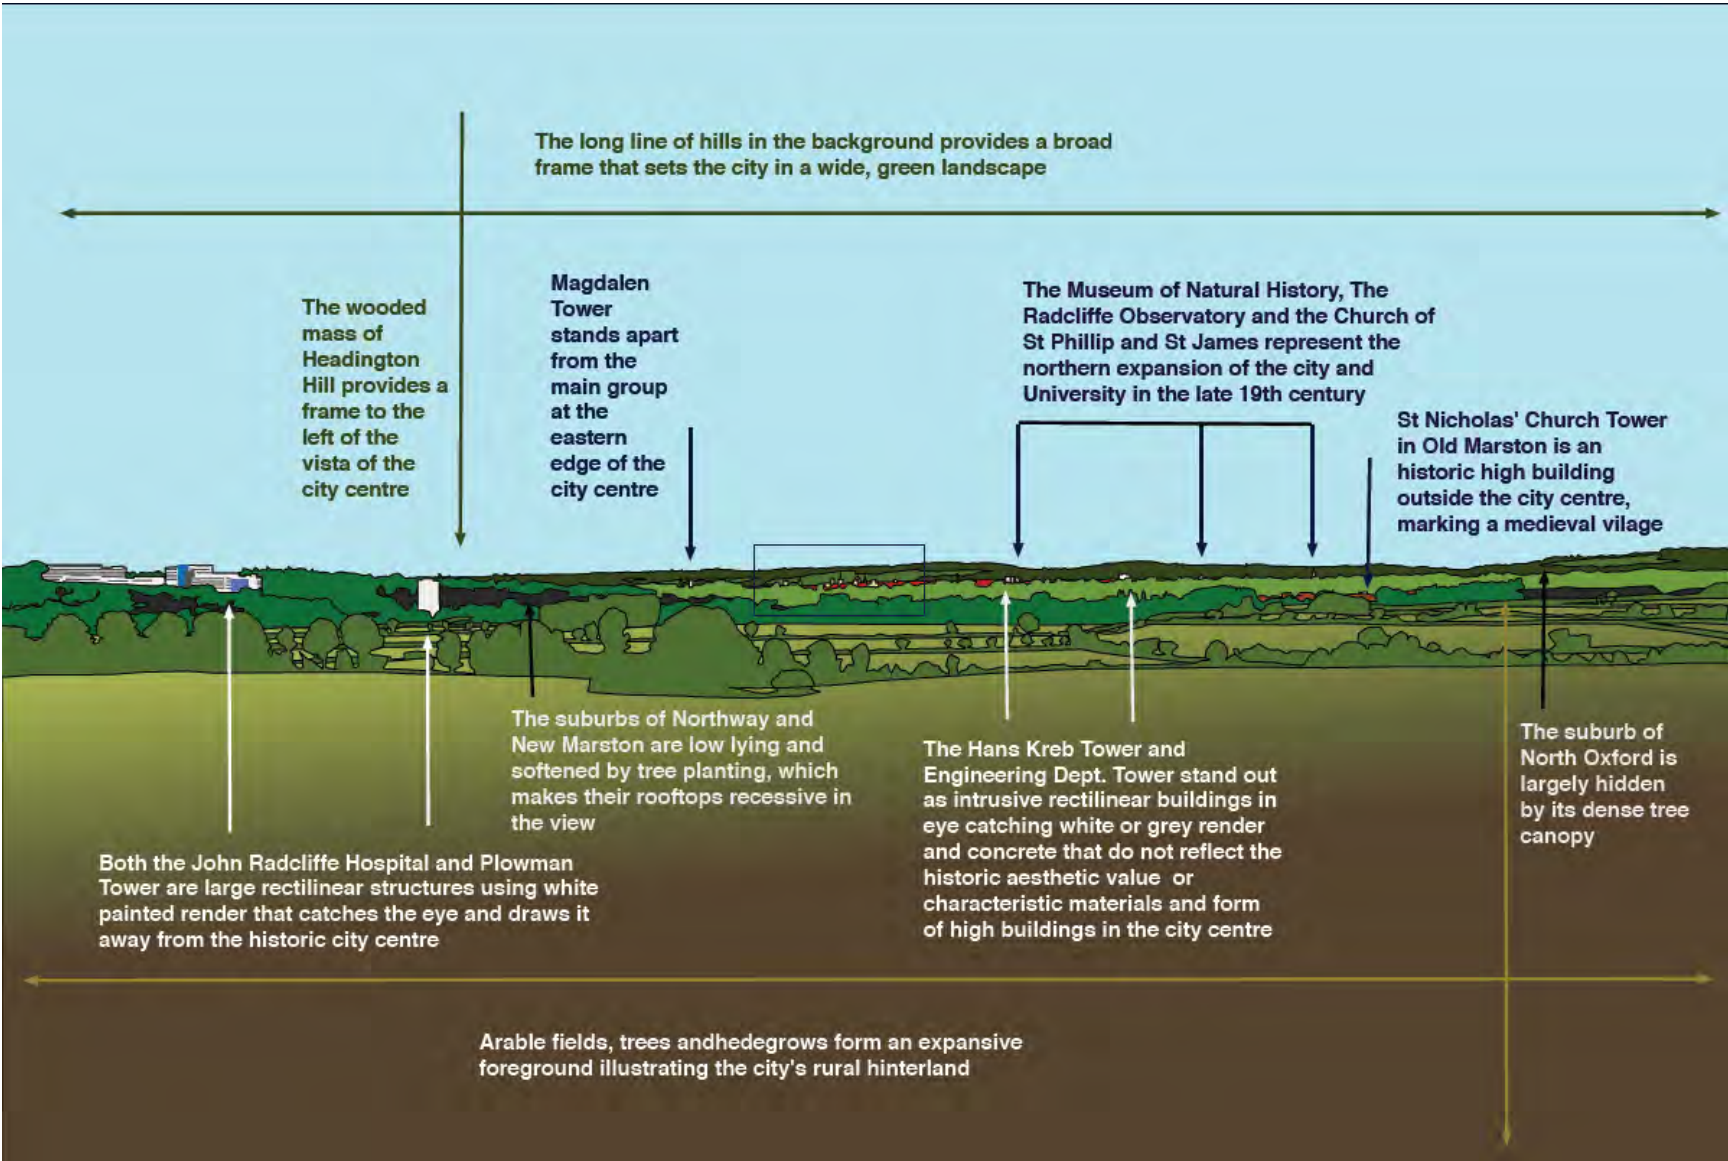 The long line of hills in the background provides a broad
frame that sets the city in a wide, green landscape
The wooded
mass of
Headington
Hill provides a
frame to the
left of the
vista of the
city centre
Magdalen
Tower
stands apart
from the
main group
at the
eastern
edge of the
city centre
The Museum of Natural History, The
Radcliffe Observatory and the Church of
St Phillip and St James represent the
northern expansion of the city and
University in the late 19th century
St Nicholas' Church Tower
in Old Marston is an
historic high building
outside the city centre,
marking a medieval vilage
The suburbs of Northway and
New Marston are low lying and
softened by tree planting, which
makes their rooftops recessive in
the view
Both the John Radcliffe Hospital and Plowman
Tower are large rectilinear structures using white
painted render that catches the eye and draws it
away from the historic city centre
The Hans Kreb Tower and
Engineering Dept. Tower stand out
as intrusive rectilinear buildings in
eye catching white or grey render
and concrete that do not reflect the
historic aesthetic value or
characteristic materials and form
of high buildings in the city centre
The suburb of
North Oxford is
largely hidden
by its dense tree
canopy
Arable fields, trees andhedegrows form an expansive
foreground illustrating the city's rural hinterland